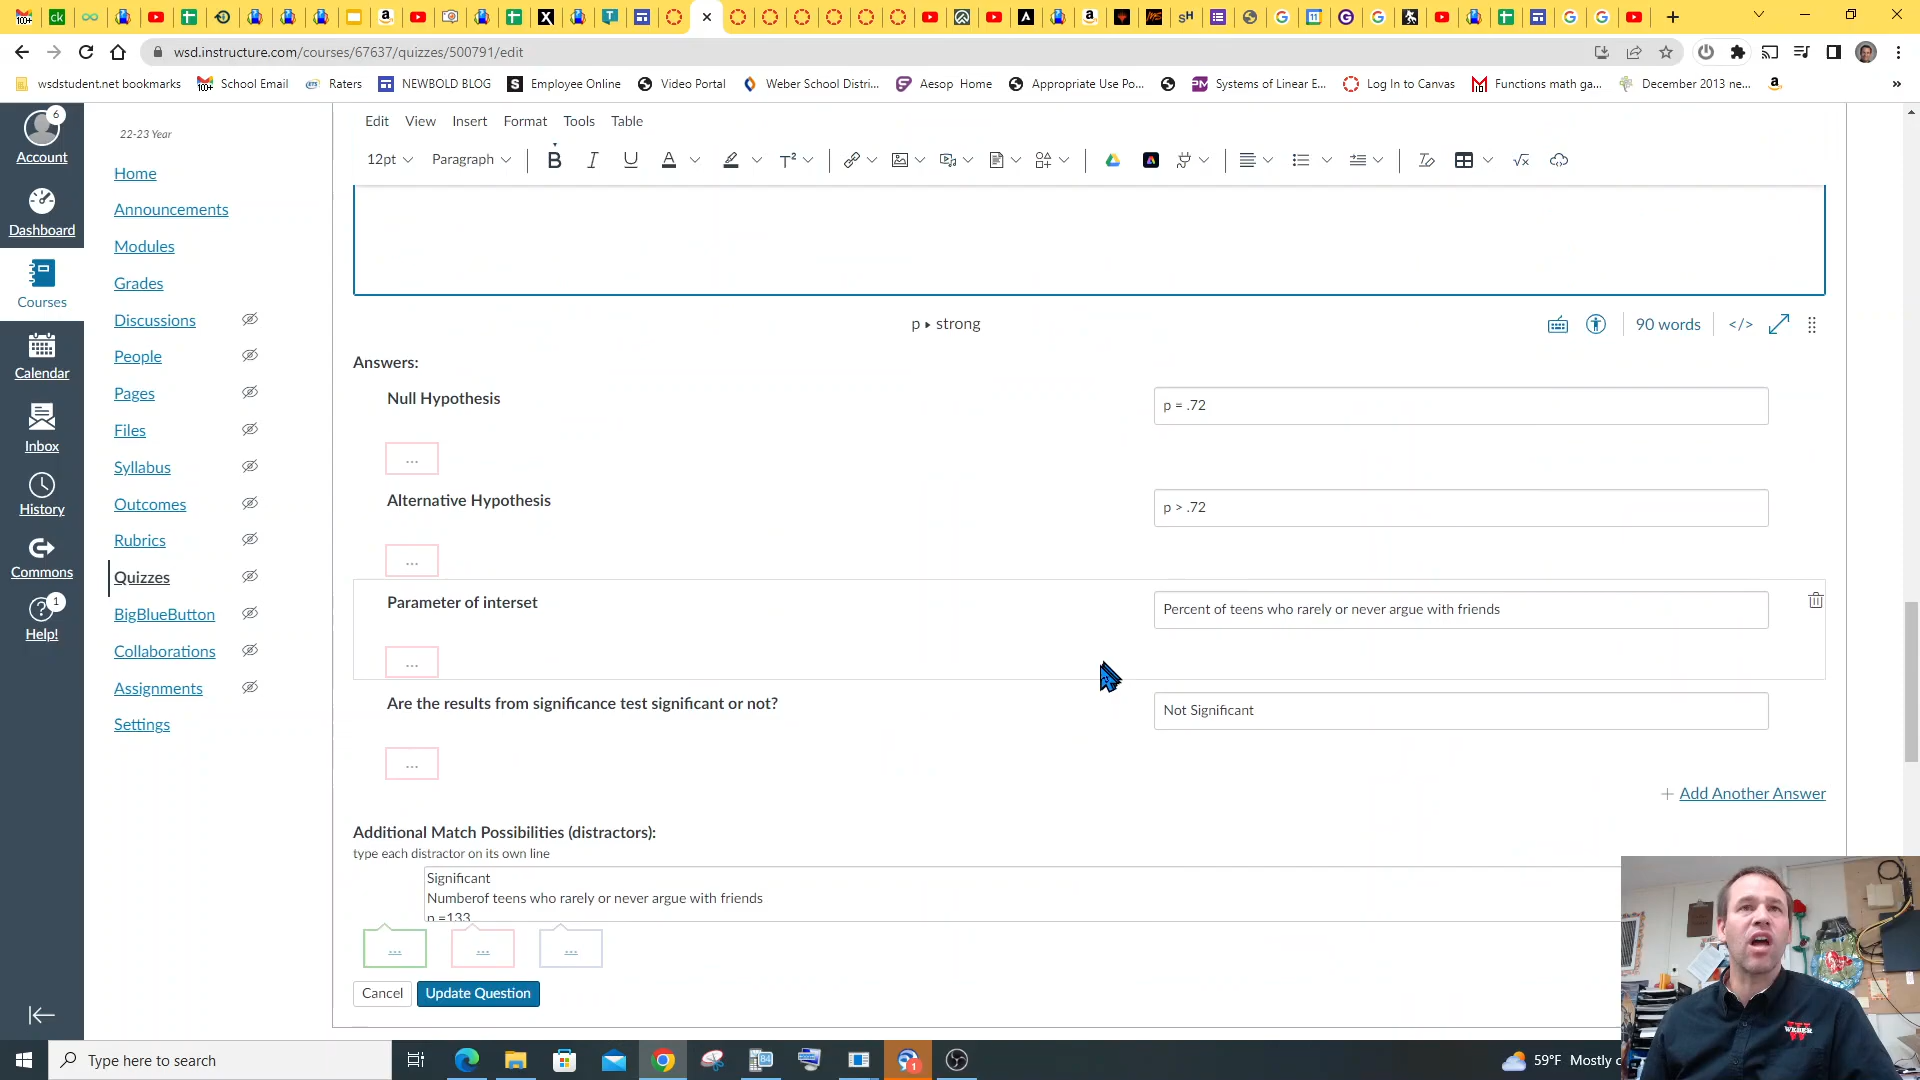 wsd.instructure.com/courses/67637/quizzes/500791/edit
wsdstudent.net bookmarks
School Email
Raters
NEWBOLD BLOG
Employee Online
Video Portal
Weber School Distri...
Aesop Home
Appropriate Use Po...
Systems of Linear E...
Log In to Canvas
Functions math ga...
December 2013 ne...
»
6
Account
Dashboard
Courses
Calendar
Inbox
History
Commons
1
Help!
22-23 Year
Home
Announcements
Modules
Grades
Discussions
People
Pages
Files
Syllabus
Outcomes
Rubrics
Quizzes
BigBlueButton
Collaborations
Assignments
Settings
Edit View Insert Format Tools Table
12pt Paragraph B I U A T²
p ▸ strong
90 words </>
Answers:
Null Hypothesis
p = .72
...
Alternative Hypothesis
p > .72
...
Parameter of interset
Percent of teens who rarely or never argue with friends
...
Are the results from significance test significant or not?
Not Significant
...
+ Add Another Answer
Additional Match Possibilities (distractors):
type each distractor on its own line
Significant
Numberof teens who rarely or never argue with friends
p =133
... ... ...
Cancel Update Question
WEBER
Type here to search
59°F Mostly c